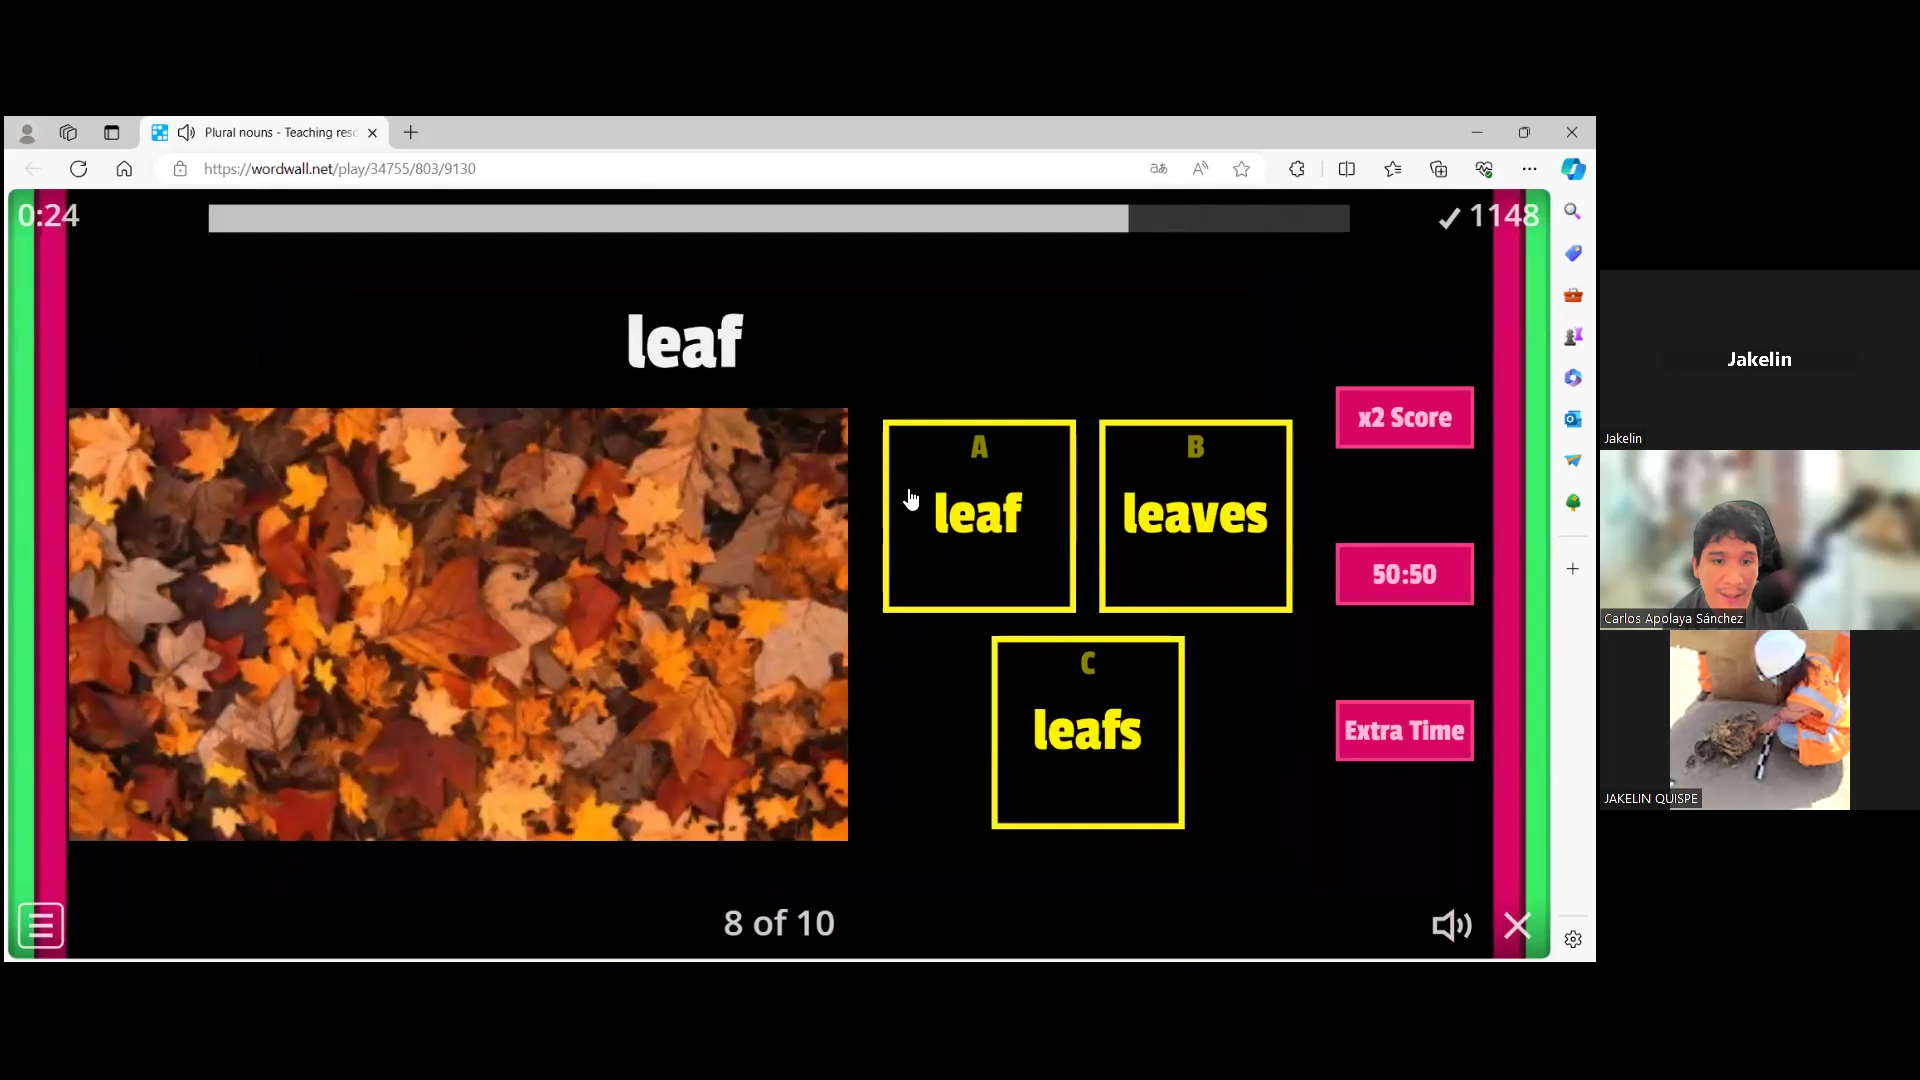 Plural nouns - Teaching resc
https://wordwall.net/play/34755/803/9130
0:24
1148
leaf
A
leaf
B
leaves
C
leafs
x2 Score
50:50
Extra Time
8 of 10
Jakelin
Jakelin
Carlos Apolaya Sánchez
JAKELIN QUISPE